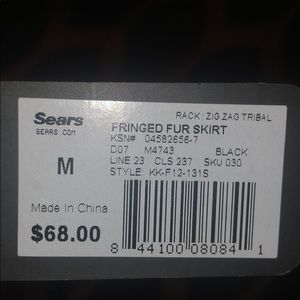 Sears
SEARS.COM
RACK: ZIG ZAG TRIBAL
FRINGED FUR SKIRT
KSN# 04582656-7
D07 M4743 BLACK
LINE 23 CLS 237 SKU 030
STYLE: KK-F12-131S
M
Made In China
$68.00
8 44100 08084 1